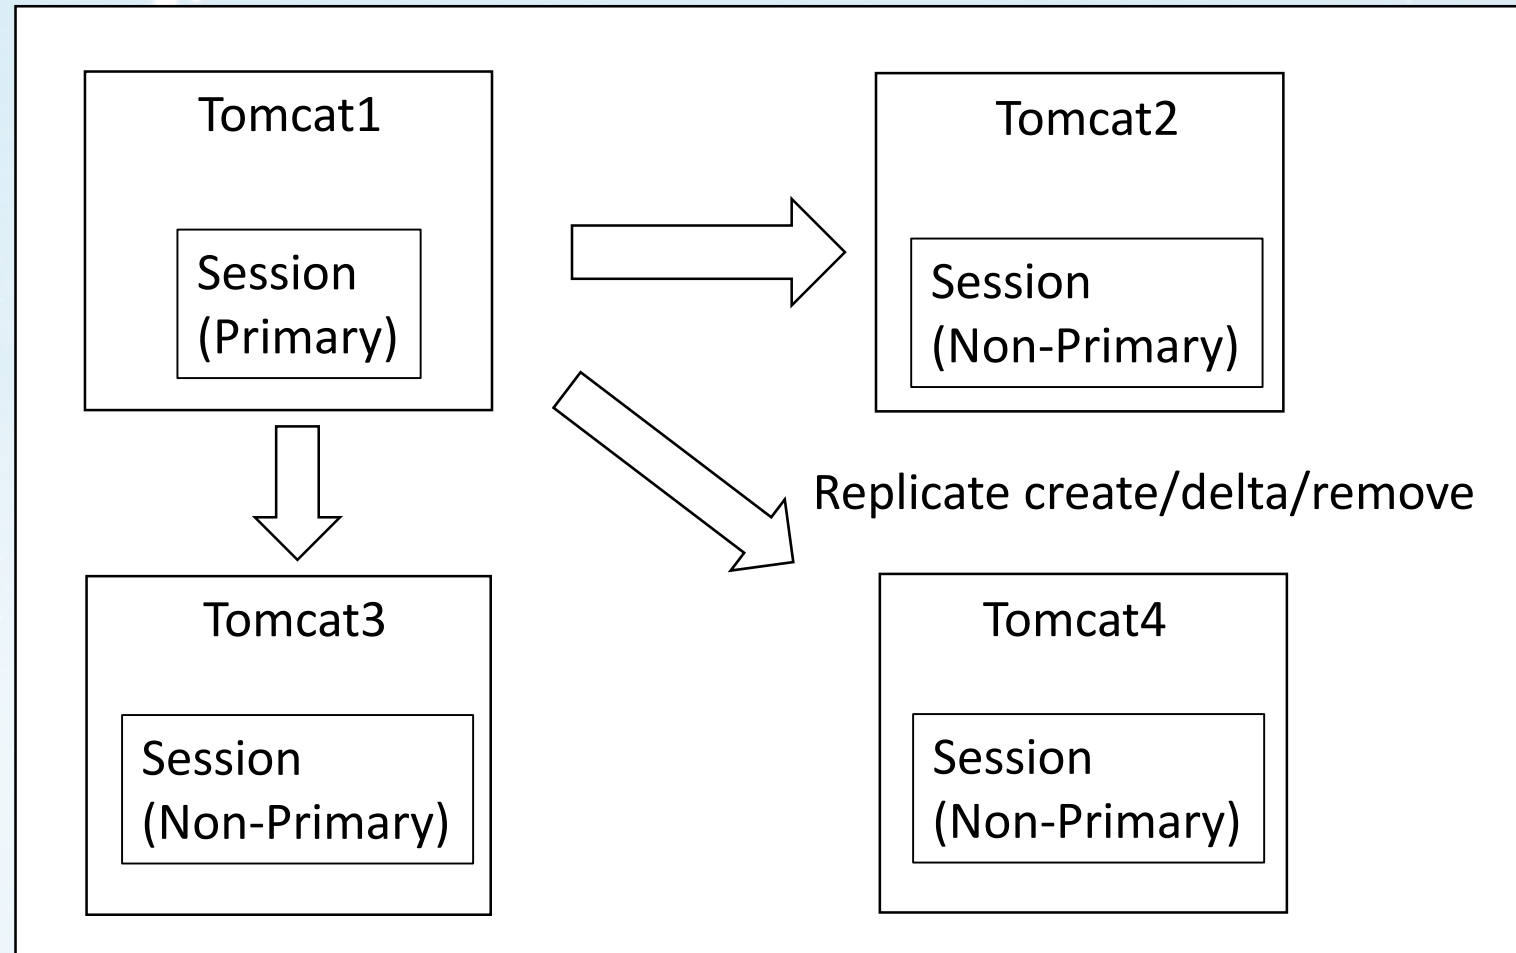 Tomcat1
Session
(Primary)
Tomcat2
Session
(Non-Primary)
Replicate create/delta/remove
Tomcat3
Session
(Non-Primary)
Tomcat4
Session
(Non-Primary)